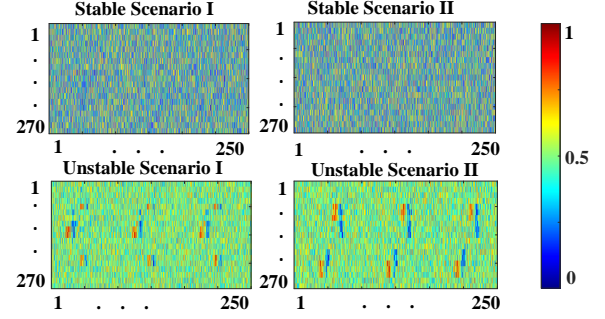 Stable Scenario I
1
.
.
.
270
1 . . . 250
Stable Scenario II
1
.
.
.
270
1 . . . 250
Unstable Scenario I
1
.
.
.
270
1 . . . 250
Unstable Scenario II
1
.
.
.
270
1 . . . 250
1
0.5
0